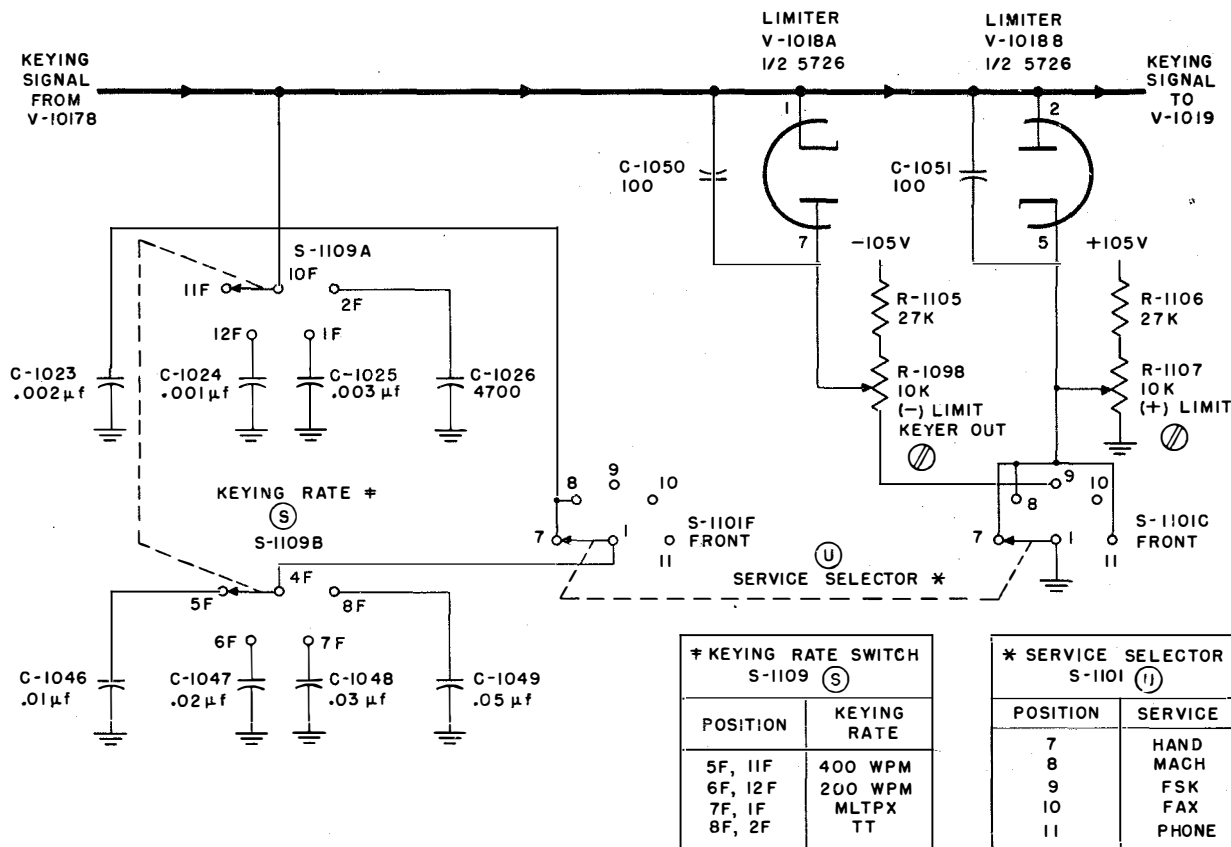 KEYING
SIGNAL
FROM
V-1017B
LIMITER
V-1018A
1/2 5726
LIMITER
V-1018B
1/2 5726
KEYING
SIGNAL
TO
V-1019
1
2
C-1050
100
C-1051
100
7
5
-105V
+105V
R-1105
27K
R-1106
27K
R-1098
10K
(-) LIMIT
KEYER OUT
R-1107
10K
(+) LIMIT
S-1109A
10F
11F
2F
12F
1F
C-1023
.002µf
C-1024
.001µf
C-1025
.003µf
C-1026
4700
KEYING RATE ‡
S
S-1109B
4F
5F
8F
6F
7F
C-1046
.01µf
C-1047
.02µf
C-1048
.03µf
C-1049
.05µf
8
9
10
7
1
11
S-1101F
FRONT
U
SERVICE SELECTOR *
8
9
10
7
1
11
S-1101C
FRONT
‡ KEYING RATE SWITCH
S-1109 S
POSITION KEYING RATE
5F, 11F 400 WPM
6F, 12F 200 WPM
7F, 1F MLTPX
8F, 2F TT
* SERVICE SELECTOR
S-1101 U
POSITION SERVICE
7 HAND
8 MACH
9 FSK
10 FAX
11 PHONE